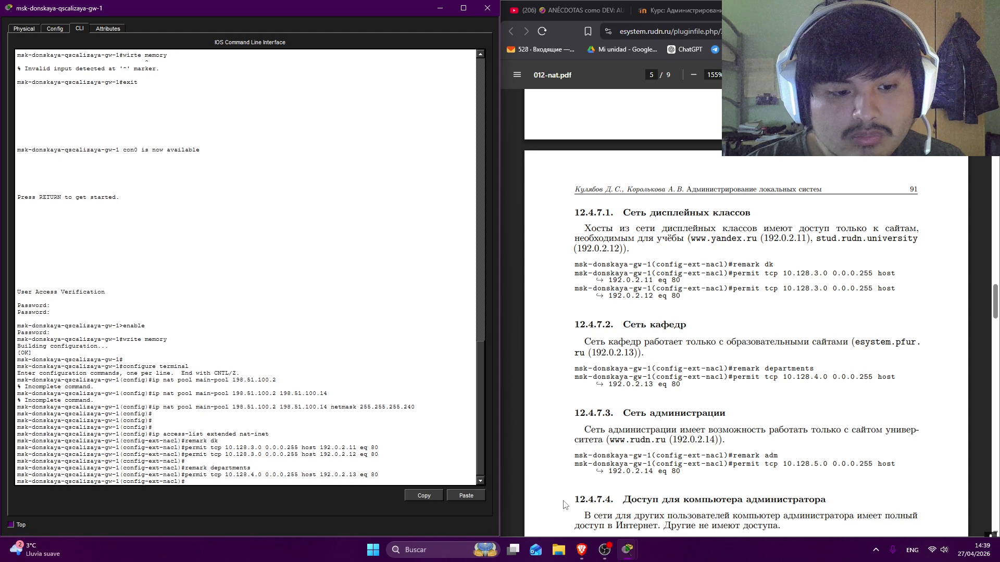 msk-donskaya-qscalizaya-gw-1
Physical Config CLI Attributes
IOS Command Line Interface
msk-donskaya-qscalizaya-gw-1#wirte memory
^
% Invalid input detected at '^' marker.
msk-donskaya-qscalizaya-gw-1#exit
msk-donskaya-qscalizaya-gw-1 con0 is now available
Press RETURN to get started.
User Access Verification
Password:
Password:
msk-donskaya-qscalizaya-gw-1>enable
Password:
msk-donskaya-qscalizaya-gw-1#write memory
Building configuration...
[OK]
msk-donskaya-qscalizaya-gw-1#
msk-donskaya-qscalizaya-gw-1#configure terminal
Enter configuration commands, one per line.  End with CNTL/Z.
msk-donskaya-qscalizaya-gw-1(config)#ip nat pool main-pool 198.51.100.2
% Incomplete command.
msk-donskaya-qscalizaya-gw-1(config)#ip nat pool main-pool 198.51.100.2 198.51.100.14
% Incomplete command.
msk-donskaya-qscalizaya-gw-1(config)#ip nat pool main-pool 198.51.100.2 198.51.100.14 netmask 255.255.255.240
msk-donskaya-qscalizaya-gw-1(config)#
msk-donskaya-qscalizaya-gw-1(config)#
msk-donskaya-qscalizaya-gw-1(config)#
msk-donskaya-qscalizaya-gw-1(config)#ip access-list extended nat-inet
msk-donskaya-qscalizaya-gw-1(config-ext-nacl)#remark dk
msk-donskaya-qscalizaya-gw-1(config-ext-nacl)#permit tcp 10.128.3.0 0.0.0.255 host 192.0.2.11 eq 80
msk-donskaya-qscalizaya-gw-1(config-ext-nacl)#permit tcp 10.128.3.0 0.0.0.255 host 192.0.2.12 eq 80
msk-donskaya-qscalizaya-gw-1(config-ext-nacl)#
msk-donskaya-qscalizaya-gw-1(config-ext-nacl)#remark departments
msk-donskaya-qscalizaya-gw-1(config-ext-nacl)#permit tcp 10.128.4.0 0.0.0.255 host 192.0.2.13 eq 80
msk-donskaya-qscalizaya-gw-1(config-ext-nacl)#
Copy Paste
Top
(206) ANÉCDOTAS como DEV: AU
Курс: Администрировани
esystem.rudn.ru/pluginfile.php/
528 · Входящие —...
Mi unidad - Google...
ChatGPT
012-nat.pdf 5 / 9 155%
Кулябов Д. С., Королькова А. В. Администрирование локальных систем 91
12.4.7.1. Сеть дисплейных классов
Хосты из сети дисплейных классов имеют доступ только к сайтам,
необходимым для учёбы (www.yandex.ru (192.0.2.11), stud.rudn.university
(192.0.2.12)).
msk-donskaya-gw-1(config-ext-nacl)#remark dk
msk-donskaya-gw-1(config-ext-nacl)#permit tcp 10.128.3.0 0.0.0.255 host
↪ 192.0.2.11 eq 80
msk-donskaya-gw-1(config-ext-nacl)#permit tcp 10.128.3.0 0.0.0.255 host
↪ 192.0.2.12 eq 80
12.4.7.2. Сеть кафедр
Сеть кафедр работает только с образовательными сайтами (esystem.pfur.
ru (192.0.2.13)).
msk-donskaya-gw-1(config-ext-nacl)#remark departments
msk-donskaya-gw-1(config-ext-nacl)#permit tcp 10.128.4.0 0.0.0.255 host
↪ 192.0.2.13 eq 80
12.4.7.3. Сеть администрации
Сеть администрации имеет возможность работать только с сайтом универ-
ситета (www.rudn.ru (192.0.2.14)).
msk-donskaya-gw-1(config-ext-nacl)#remark adm
msk-donskaya-gw-1(config-ext-nacl)#permit tcp 10.128.5.0 0.0.0.255 host
↪ 192.0.2.14 eq 80
12.4.7.4. Доступ для компьютера администратора
В сети для других пользователей компьютер администратора имеет полный
доступ в Интернет. Другие не имеют доступа.
2
3°C
Lluvia suave
Buscar
ENG
14:39
27/04/2026